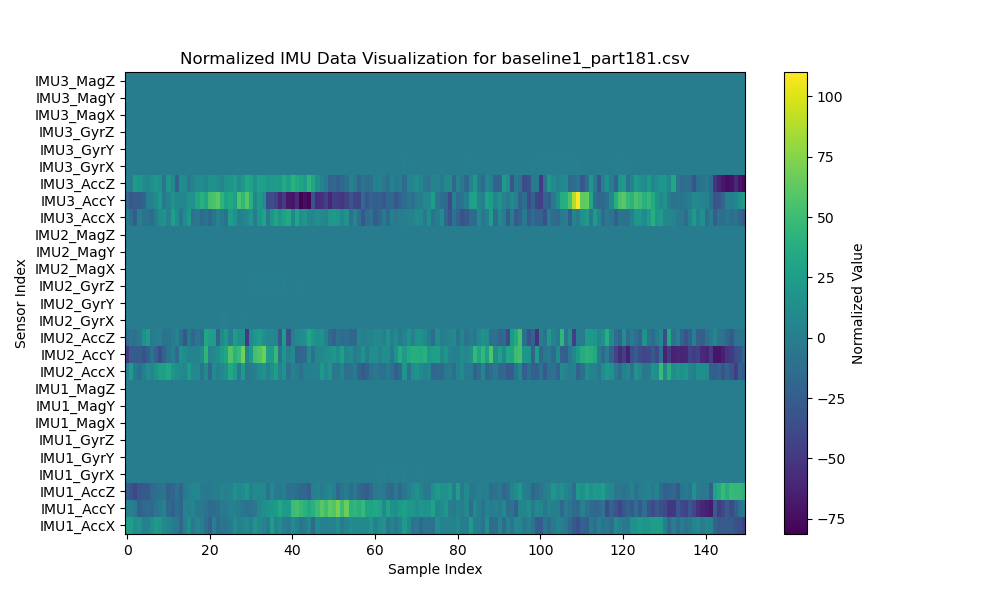 Normalized IMU Data Visualization for baseline1_part181.csv
IMU3_MagZ
IMU3_MagY
IMU3_MagX
IMU3_GyrZ
IMU3_GyrY
IMU3_GyrX
IMU3_AccZ
IMU3_AccY
IMU3_AccX
IMU2_MagZ
IMU2_MagY
IMU2_MagX
IMU2_GyrZ
IMU2_GyrY
IMU2_GyrX
IMU2_AccZ
IMU2_AccY
IMU2_AccX
IMU1_MagZ
IMU1_MagY
IMU1_MagX
IMU1_GyrZ
IMU1_GyrY
IMU1_GyrX
IMU1_AccZ
IMU1_AccY
IMU1_AccX
Sensor Index
0 20 40 60 80 100 120 140
Sample Index
100
75
50
25
0
−25
−50
−75
Normalized Value